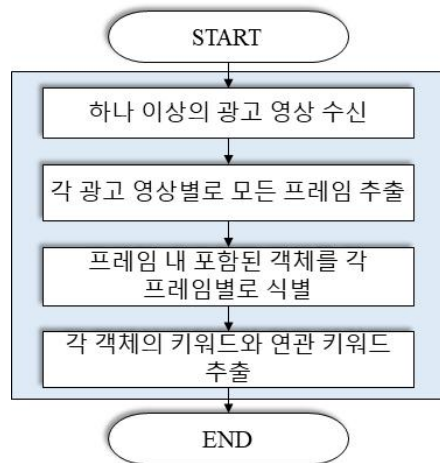 START
하나 이상의 광고 영상 수신
각 광고 영상별로 모든 프레임 추출
프레임 내 포함된 객체를 각
프레임별로 식별
각 객체의 키워드와 연관 키워드
추출
END